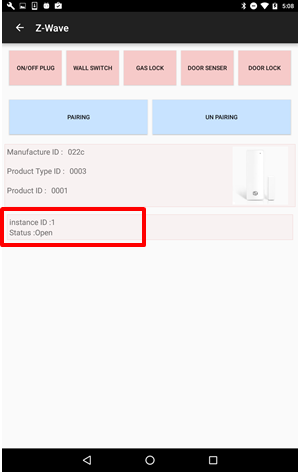 5:08
Z-Wave
ON/OFF PLUG WALL SWITCH GAS LOCK DOOR SENSER DOOR LOCK
PAIRING UN PAIRING
Manufacture ID : 022c
Product Type ID : 0003
Product ID : 0001
instance ID :1
Status :Open